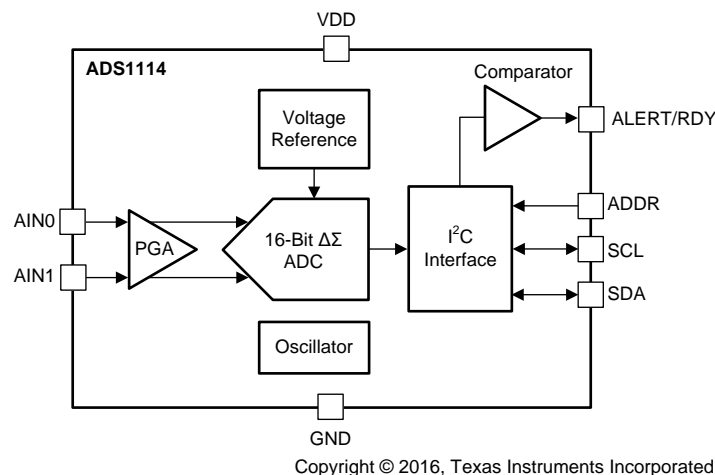 VDD
ADS1114
Comparator
Voltage
Reference
ALERT/RDY
AIN0
PGA
16-Bit ΔΣ
ADC
I²C
Interface
ADDR
SCL
AIN1
SDA
Oscillator
GND
Copyright © 2016, Texas Instruments Incorporated